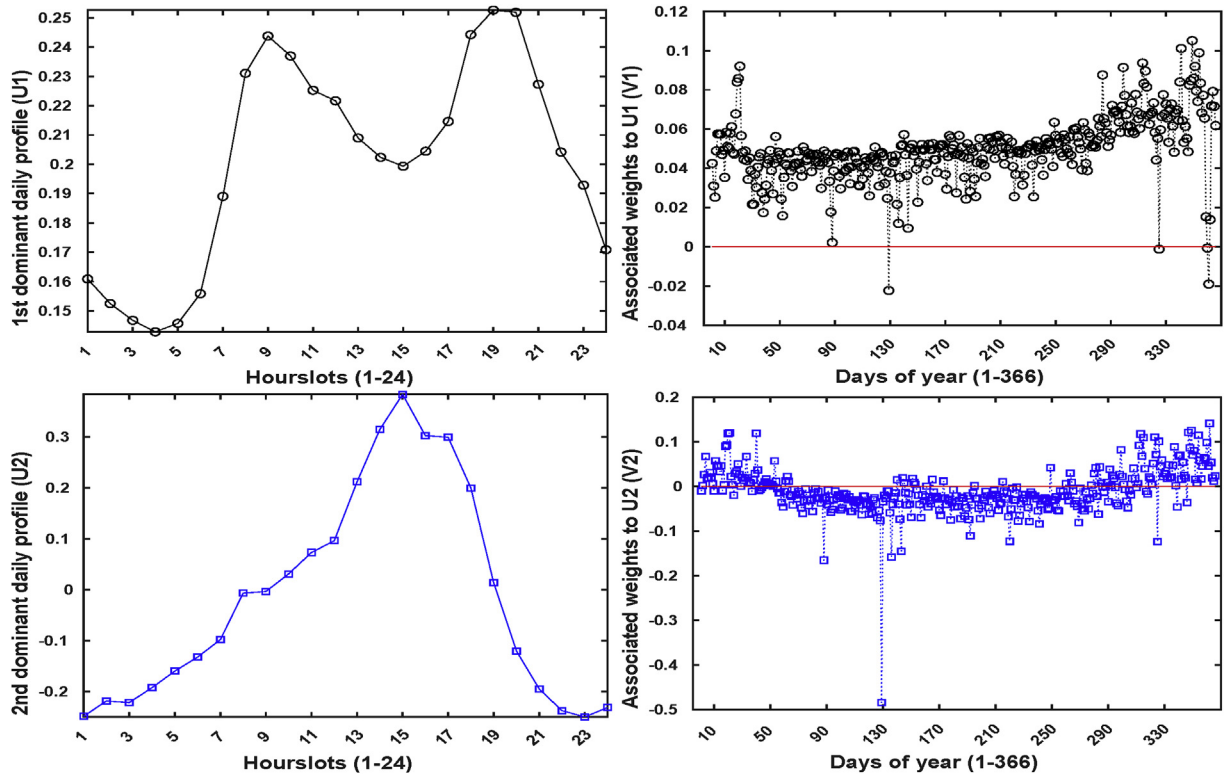 1st dominant daily profile (U1)
0.25
0.24
0.23
0.22
0.21
0.2
0.19
0.18
0.17
0.16
0.15
1 3 5 7 9 11 13 15 17 19 21 23
Hourslots (1-24)
Associated weights to U1 (V1)
0.12
0.1
0.08
0.06
0.04
0.02
0
-0.02
-0.04
10 50 90 130 170 210 250 290 330
Days of year (1-366)
2nd dominant daily profile (U2)
0.3
0.2
0.1
0
-0.1
-0.2
1 3 5 7 9 11 13 15 17 19 21 23
Hourslots (1-24)
Associated weights to U2 (V2)
0.2
0.1
0
-0.1
-0.2
-0.3
-0.4
-0.5
10 50 90 130 170 210 250 290 330
Days of year (1-366)